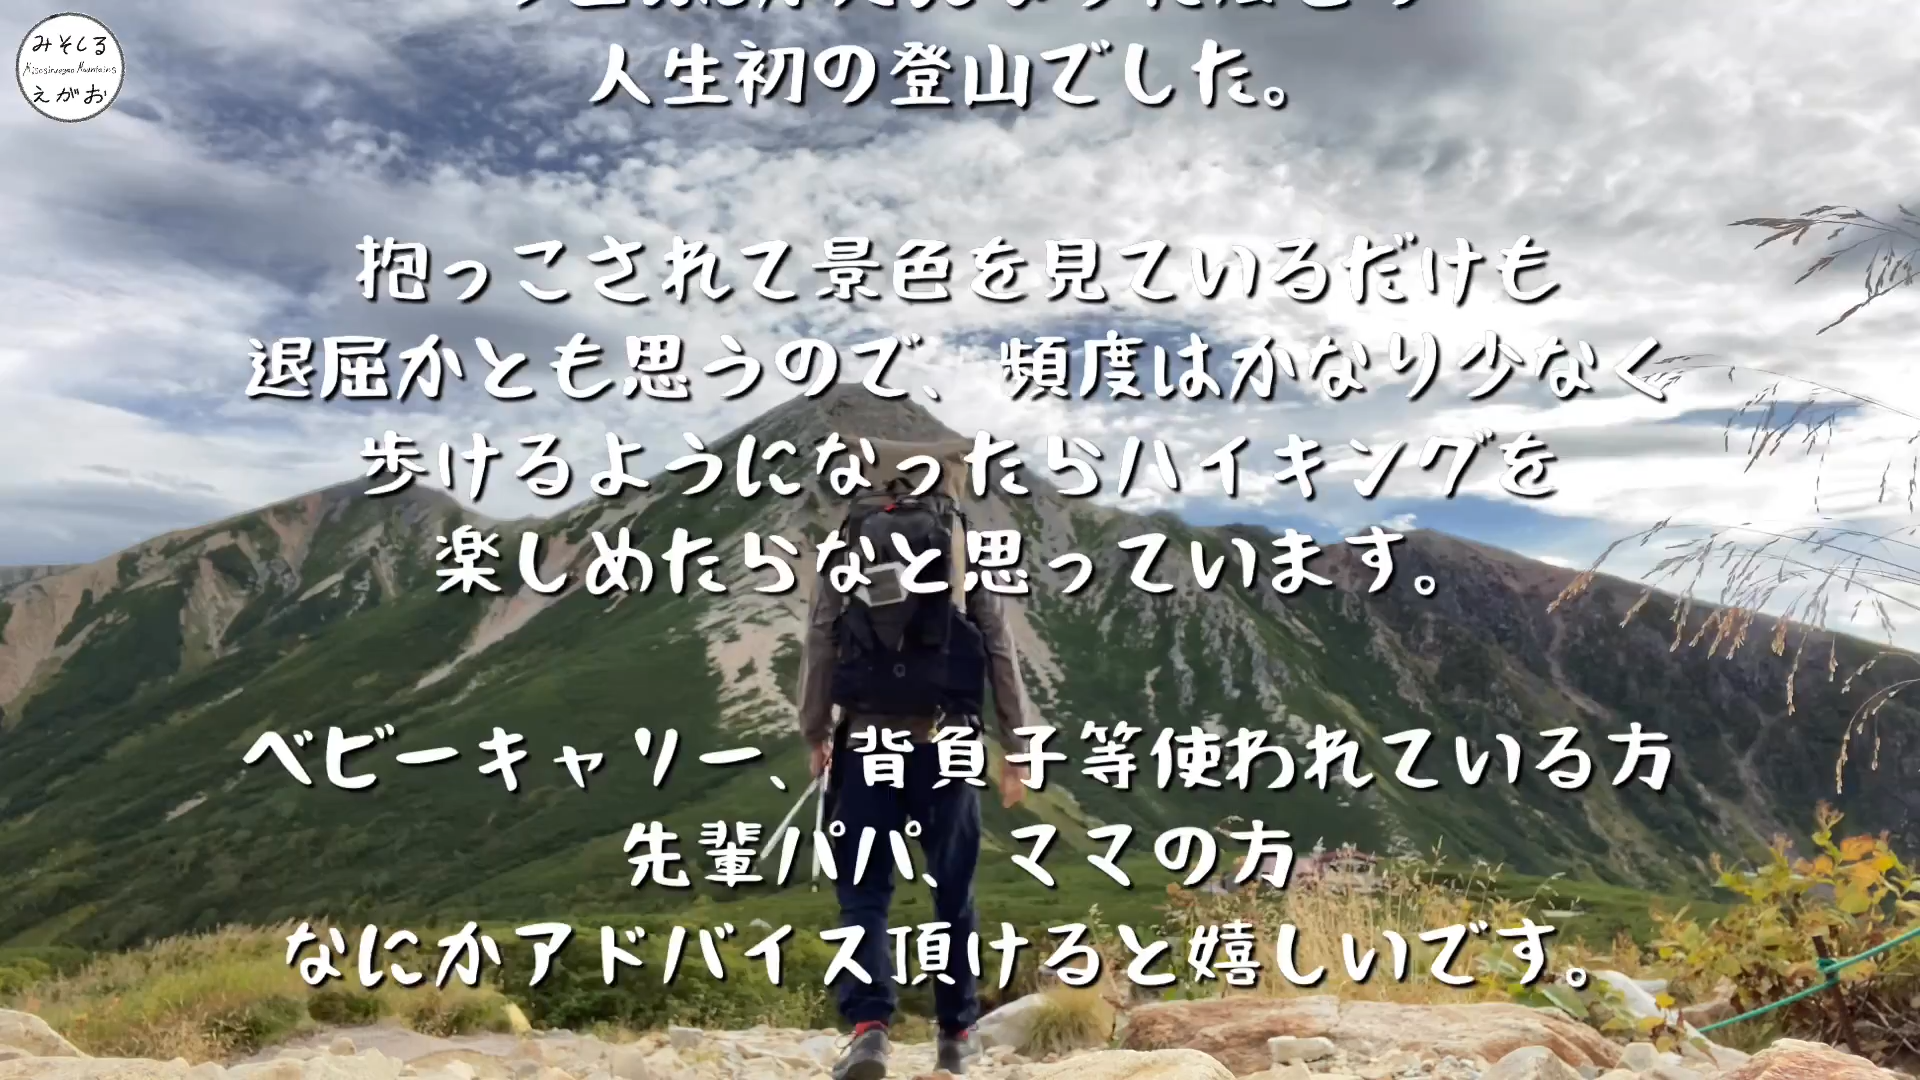 みそしる
Misosiruegao Mountains
えがお
人生初の登山でした。
抱っこされて景色を見ているだけも
退屈かとも思うので、頻度はかなり少なく
歩けるようになったらハイキングを
楽しめたらなと思っています。
ベビーキャリー、背負子等使われている方
先輩パパ、ママの方
なにかアドバイス頂けると嬉しいです。